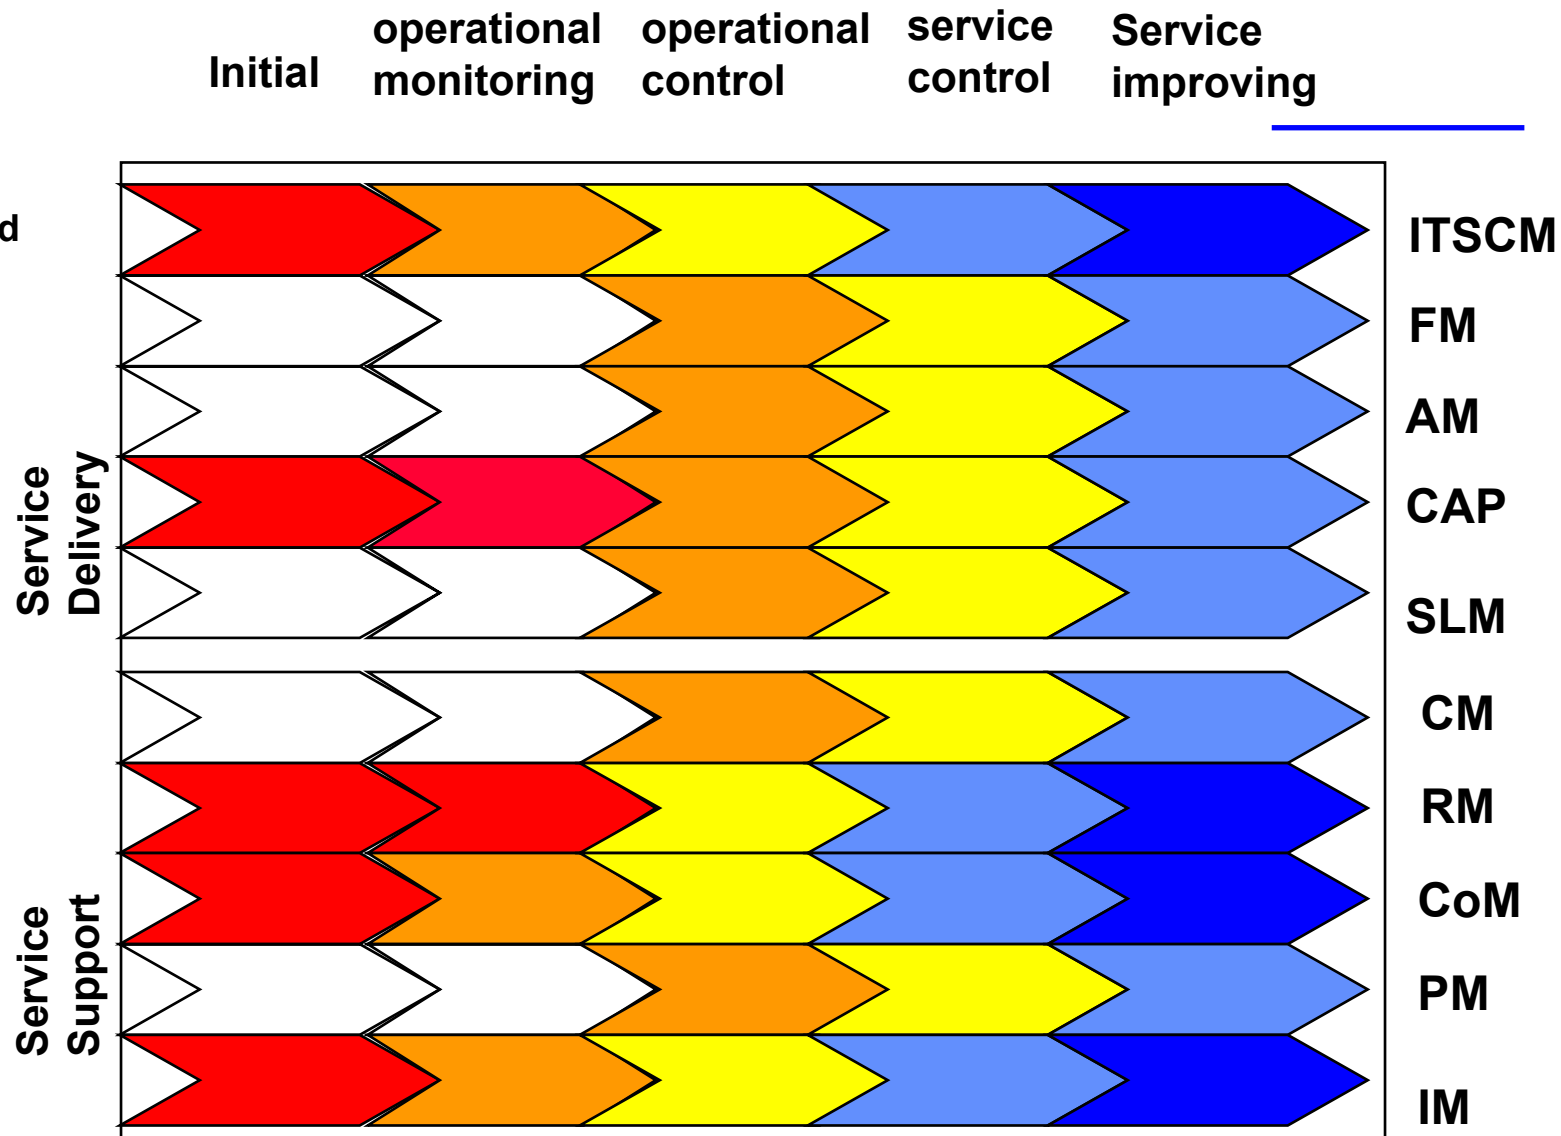 Initial
operational
monitoring
operational
control
service
control
Service
improving
d
ITSCM
FM
AM
CAP
SLM
Service
Delivery
CM
RM
CoM
PM
IM
Service
Support